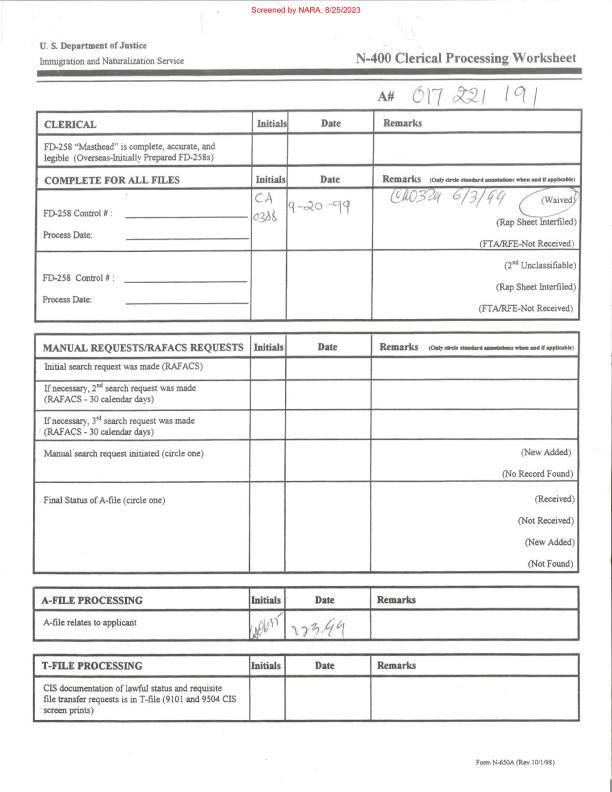 Screened by NARA, 8/25/2023
U. S. Department of Justice
Immigration and Naturalization Service
N-400 Clerical Processing Worksheet
A# 017 221 191
CLERICAL Initials Date Remarks
FD-258 "Masthead" is complete, accurate, and
legible (Overseas-Initially Prepared FD-258s)
COMPLETE FOR ALL FILES Initials Date Remarks (Only circle standard annotations when and if applicable)
CA 9-20-99 6/3/99 (Waived)
FD-258 Control # : 0388
(Rap Sheet Interfiled)
Process Date:
(FTA/RFE-Not Received)
(2nd Unclassifiable)
FD-258 Control # :
(Rap Sheet Interfiled)
Process Date:
(FTA/RFE-Not Received)
MANUAL REQUESTS/RAFACS REQUESTS Initials Date Remarks (Only circle standard annotations when and if applicable)
Initial search request was made (RAFACS)
If necessary, 2nd search request was made
(RAFACS - 30 calendar days)
If necessary, 3rd search request was made
(RAFACS - 30 calendar days)
Manual search request initiated (circle one) (New Added)
(No Record Found)
Final Status of A-file (circle one) (Received)
(Not Received)
(New Added)
(Not Found)
A-FILE PROCESSING Initials Date Remarks
A-file relates to applicant
T-FILE PROCESSING Initials Date Remarks
CIS documentation of lawful status and requisite
file transfer requests is in T-file (9101 and 9504 CIS
screen prints)
Form N-650A (Rev.10/1/98)